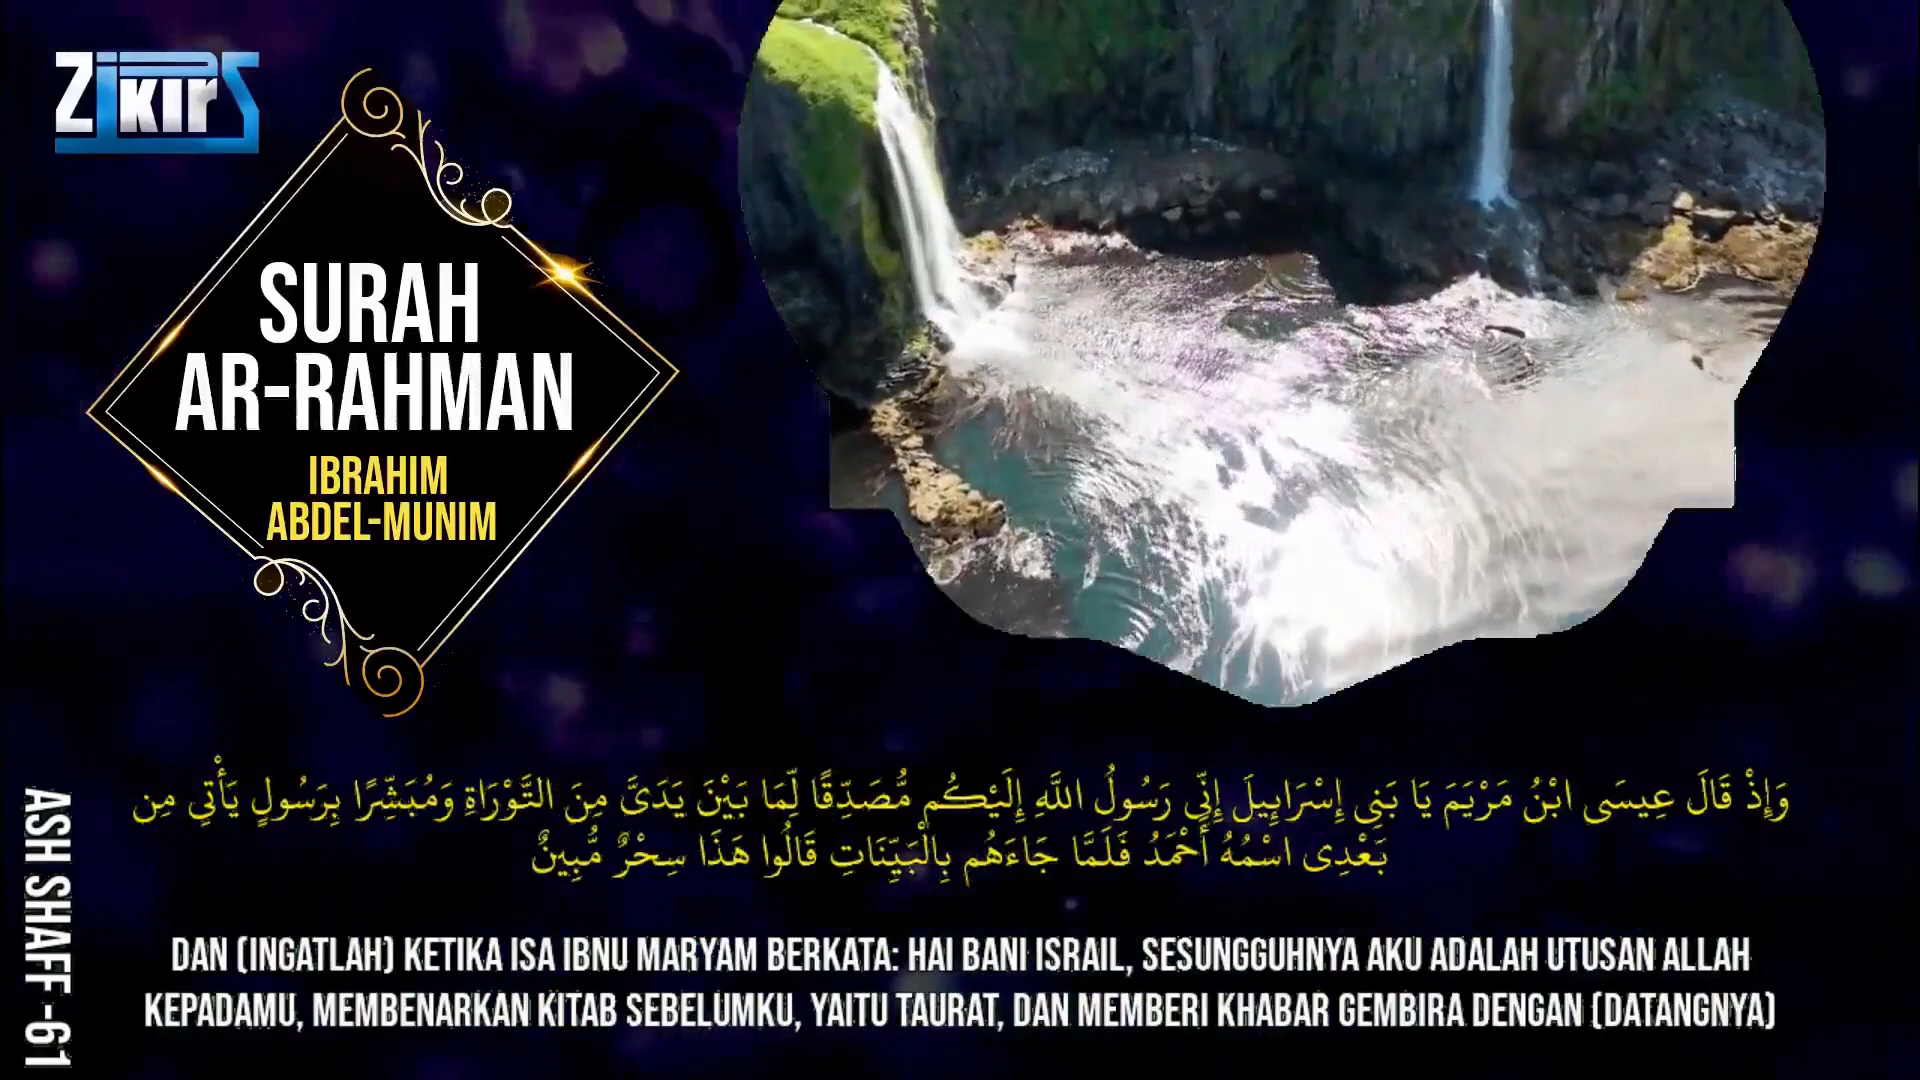 ZikirS
SURAH
AR-RAHMAN
IBRAHIM
ABDEL-MUNIM
وَإِذْ قَالَ عِيسَى ابْنُ مَرْيَمَ يَا بَنِى إِسْرَابِيلَ إِنِّى رَسُولُ اللَّهِ إِلَيْكُم مُّصَدِّقًا لِّمَا بَيْنَ يَدَىَّ مِنَ التَّوْرَاةِ وَمُبَشِّرًا بِرَسُولٍ يَأْتِى مِن
بَعْدِى اسْمُهُ أَحْمَدُ فَلَمَّا جَاءَهُم بِالْبَيِّنَاتِ قَالُوا هَذَا سِحْرٌ مُّبِينٌ
DAN (INGATLAH) KETIKA ISA IBNU MARYAM BERKATA: HAI BANI ISRAIL, SESUNGGUHNYA AKU ADALAH UTUSAN ALLAH
KEPADAMU, MEMBENARKAN KITAB SEBELUMKU, YAITU TAURAT, DAN MEMBERI KHABAR GEMBIRA DENGAN (DATANGNYA)
ASH SHAFF -61